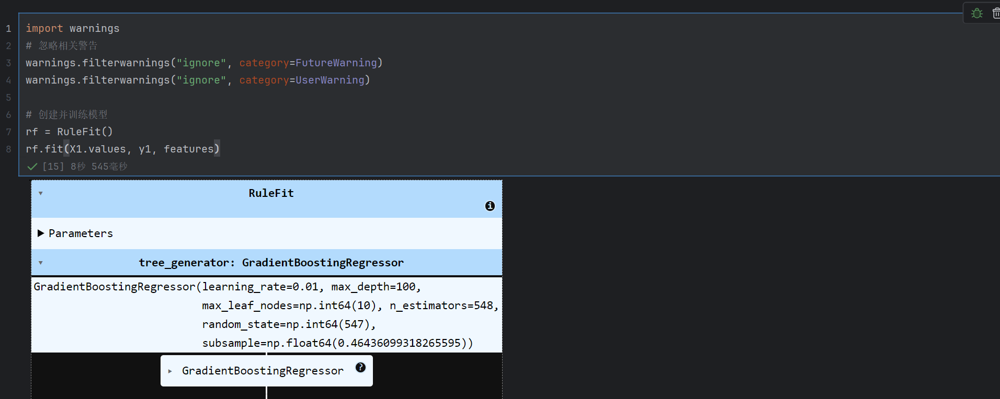 1 import warnings
2 # 忽略相关警告
3 warnings.filterwarnings("ignore", category=FutureWarning)
4 warnings.filterwarnings("ignore", category=UserWarning)
5
6 # 创建并训练模型
7 rf = RuleFit()
8 rf.fit(X1.values, y1, features)
[15] 8秒 545毫秒
RuleFit
i
Parameters
tree_generator: GradientBoostingRegressor
GradientBoostingRegressor(learning_rate=0.01, max_depth=100,
max_leaf_nodes=np.int64(10), n_estimators=548,
random_state=np.int64(547),
subsample=np.float64(0.46436099318265595))
GradientBoostingRegressor ?